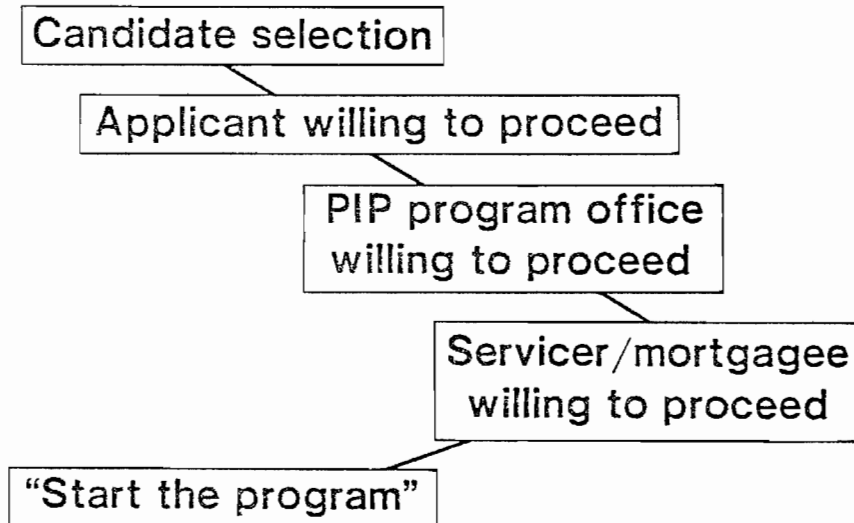 Candidate selection
Applicant willing to proceed
PIP program office
willing to proceed
Servicer/mortgagee
willing to proceed
“Start the program”